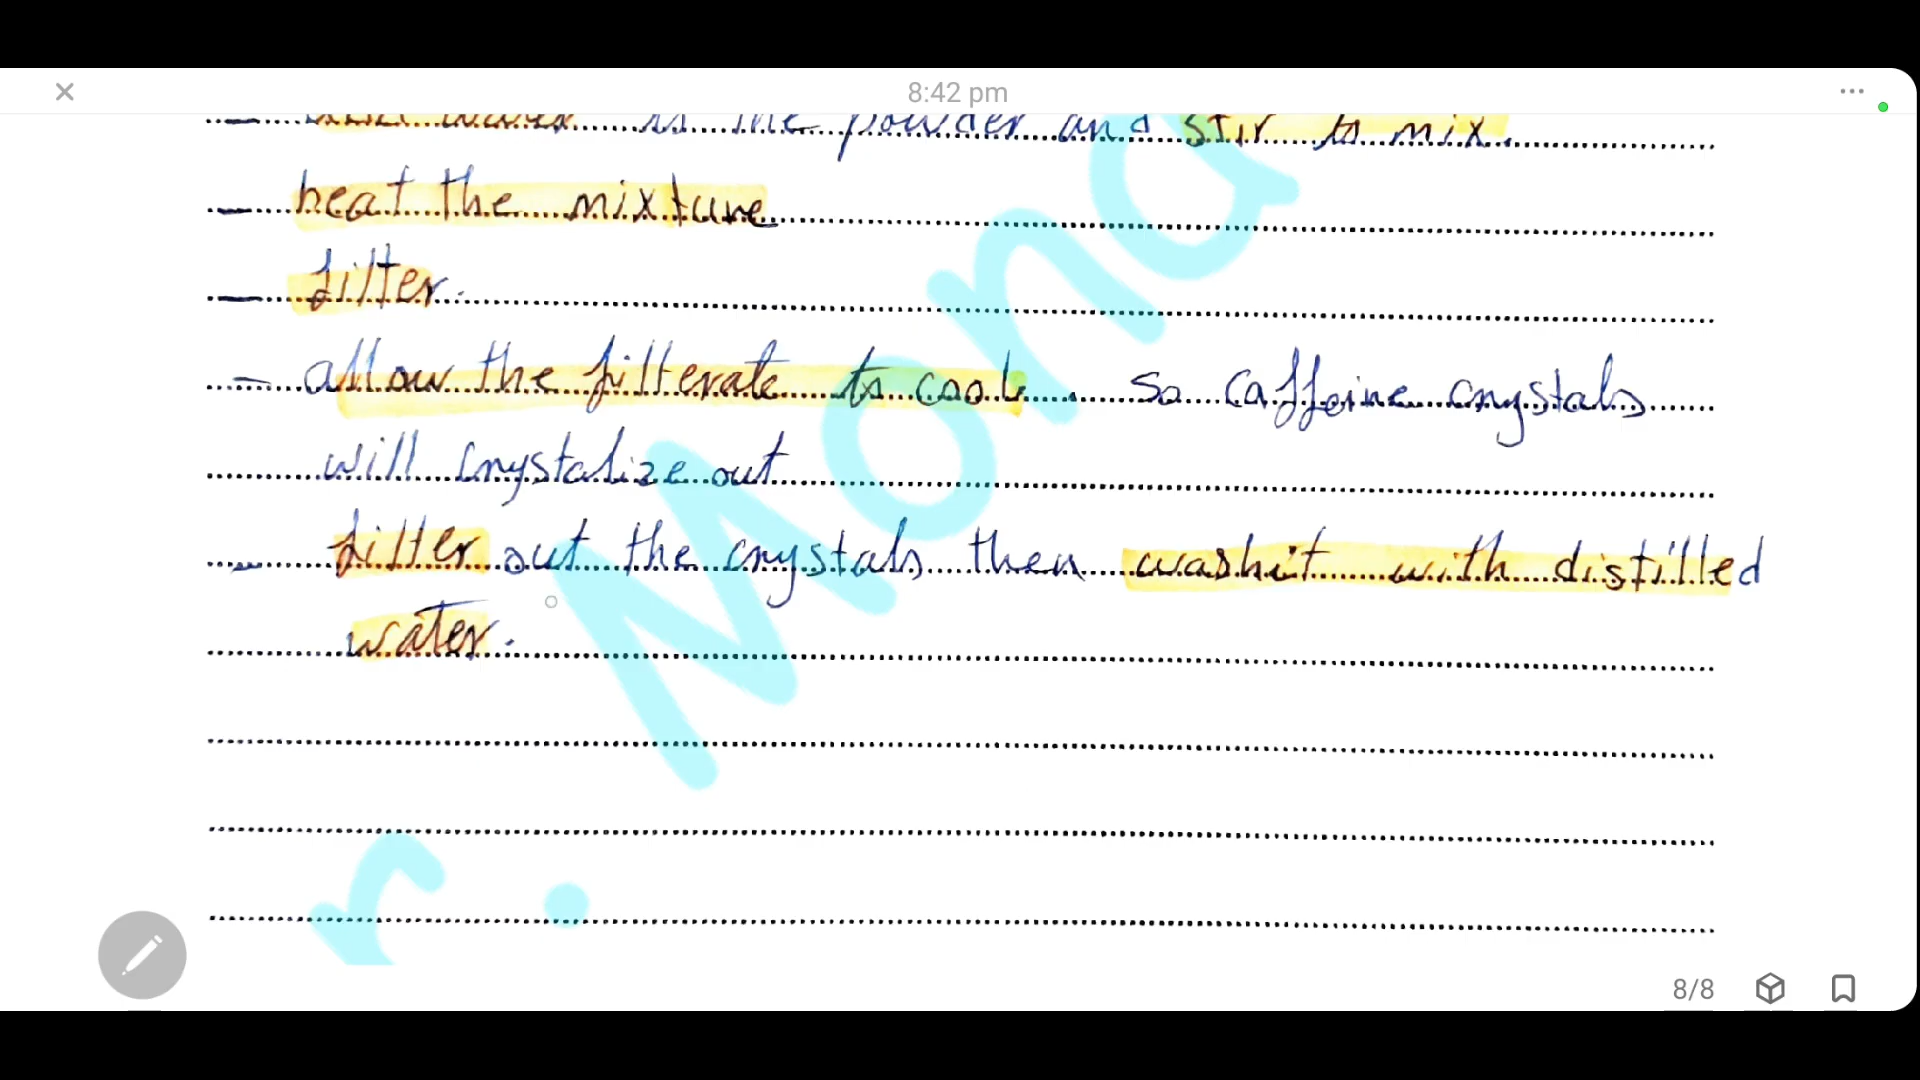 8:42 pm
water to the powder and stir to mix.
— heat the mixture
— filter.
- allow the filterate to cool. so caffeine crystals
will crystalize out
- filter out the crystals then washit with distilled
water.
r. Mona
8/8